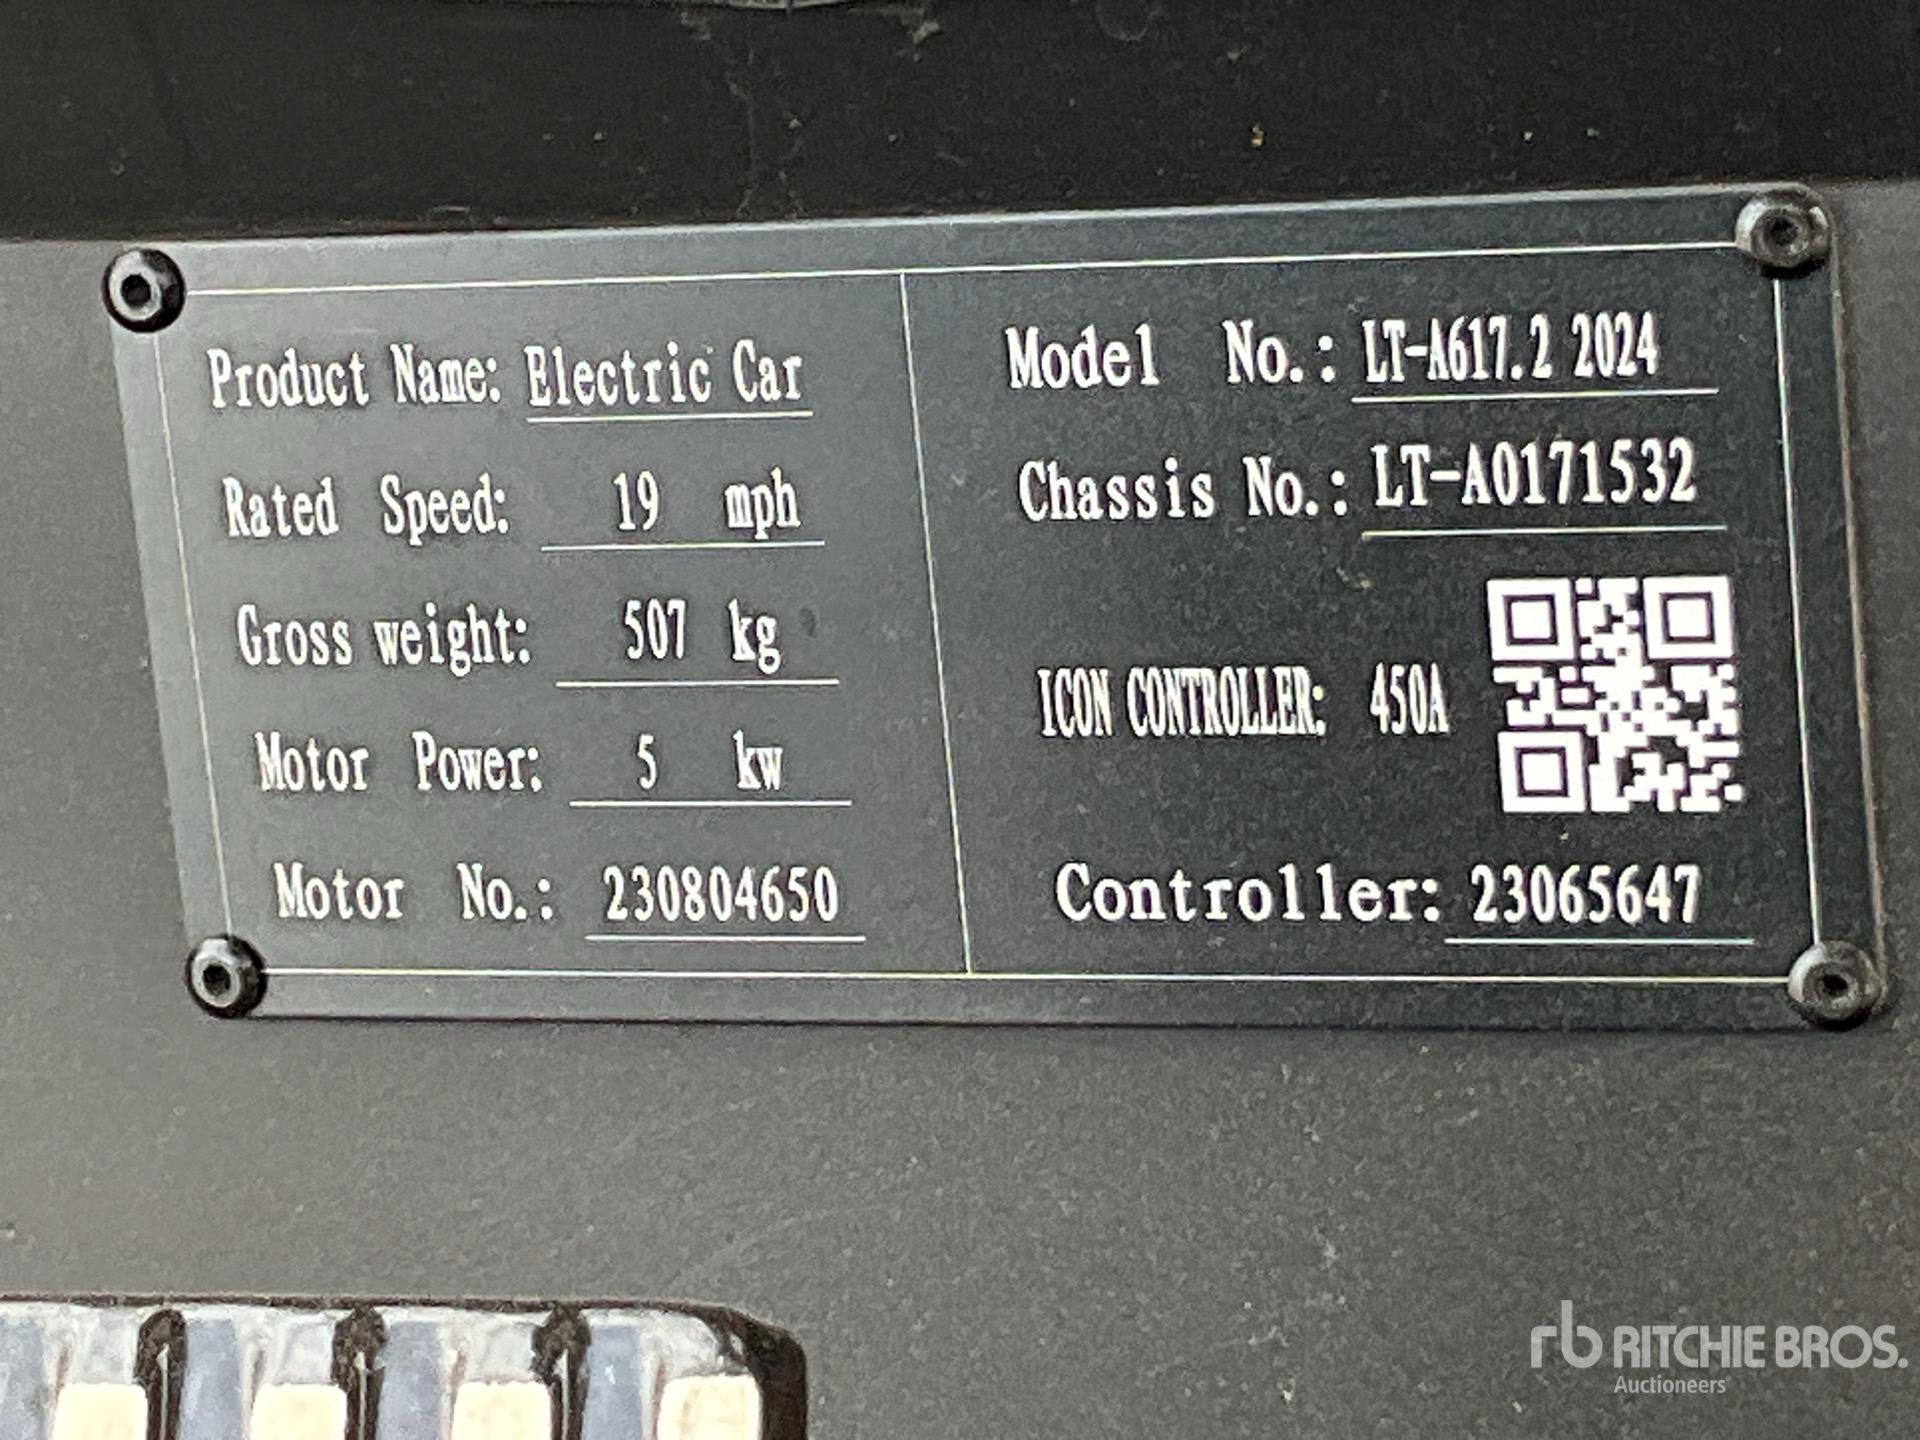 Product Name: Electric Car
Rated Speed: 19 mph
Gross weight: 507 kg
Motor Power: 5 kw
Motor No.: 230804650
Model No.: LT-A617.2 2024
Chassis No.: LT-A0171532
ICON CONTROLLER: 450A
Controller: 23065647
rb RITCHIE BROS.
Auctioneers